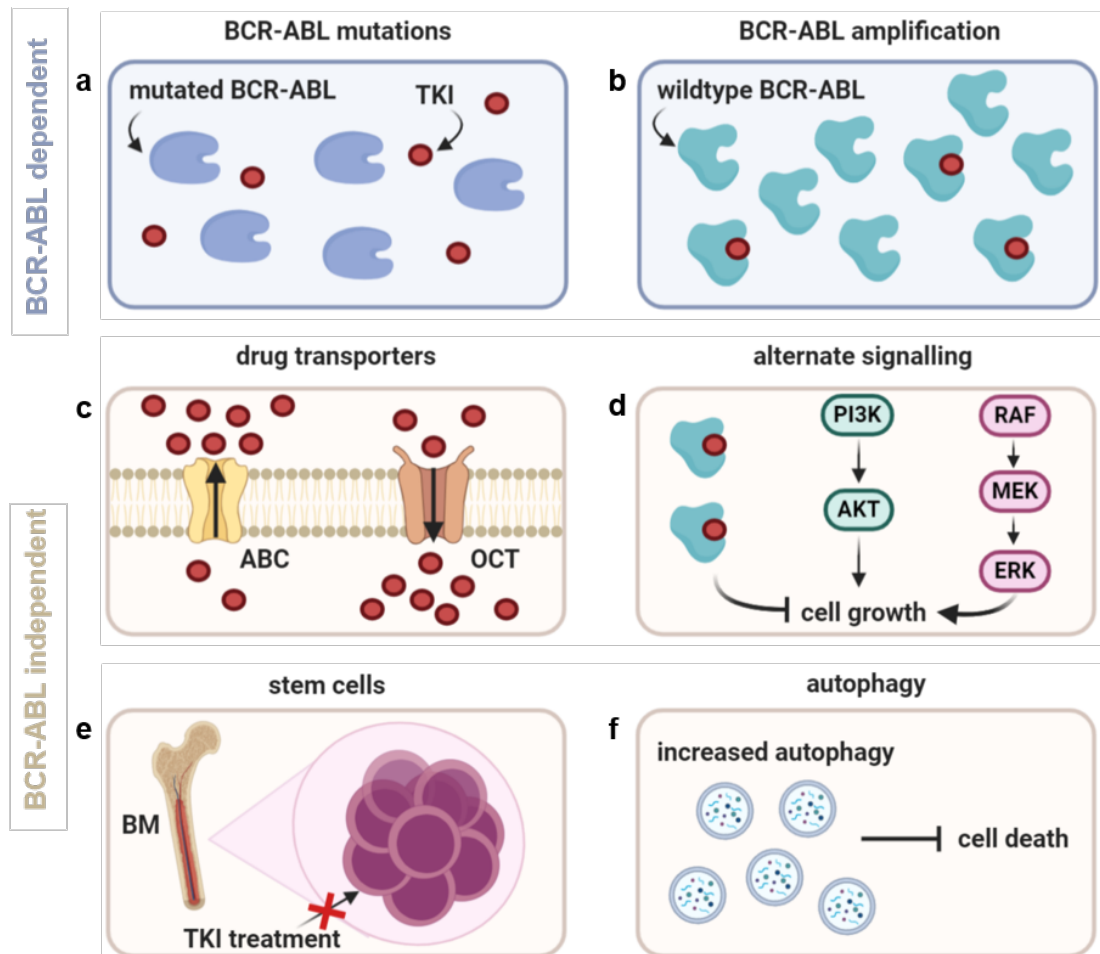 BCR-ABL dependent
BCR-ABL mutations
a
mutated BCR-ABL
TKI
BCR-ABL amplification
b
wildtype BCR-ABL
BCR-ABL independent
drug transporters
c
ABC
OCT
alternate signalling
d
PI3K
AKT
RAF
MEK
ERK
cell growth
stem cells
e
BM
TKI treatment
autophagy
f
increased autophagy
cell death